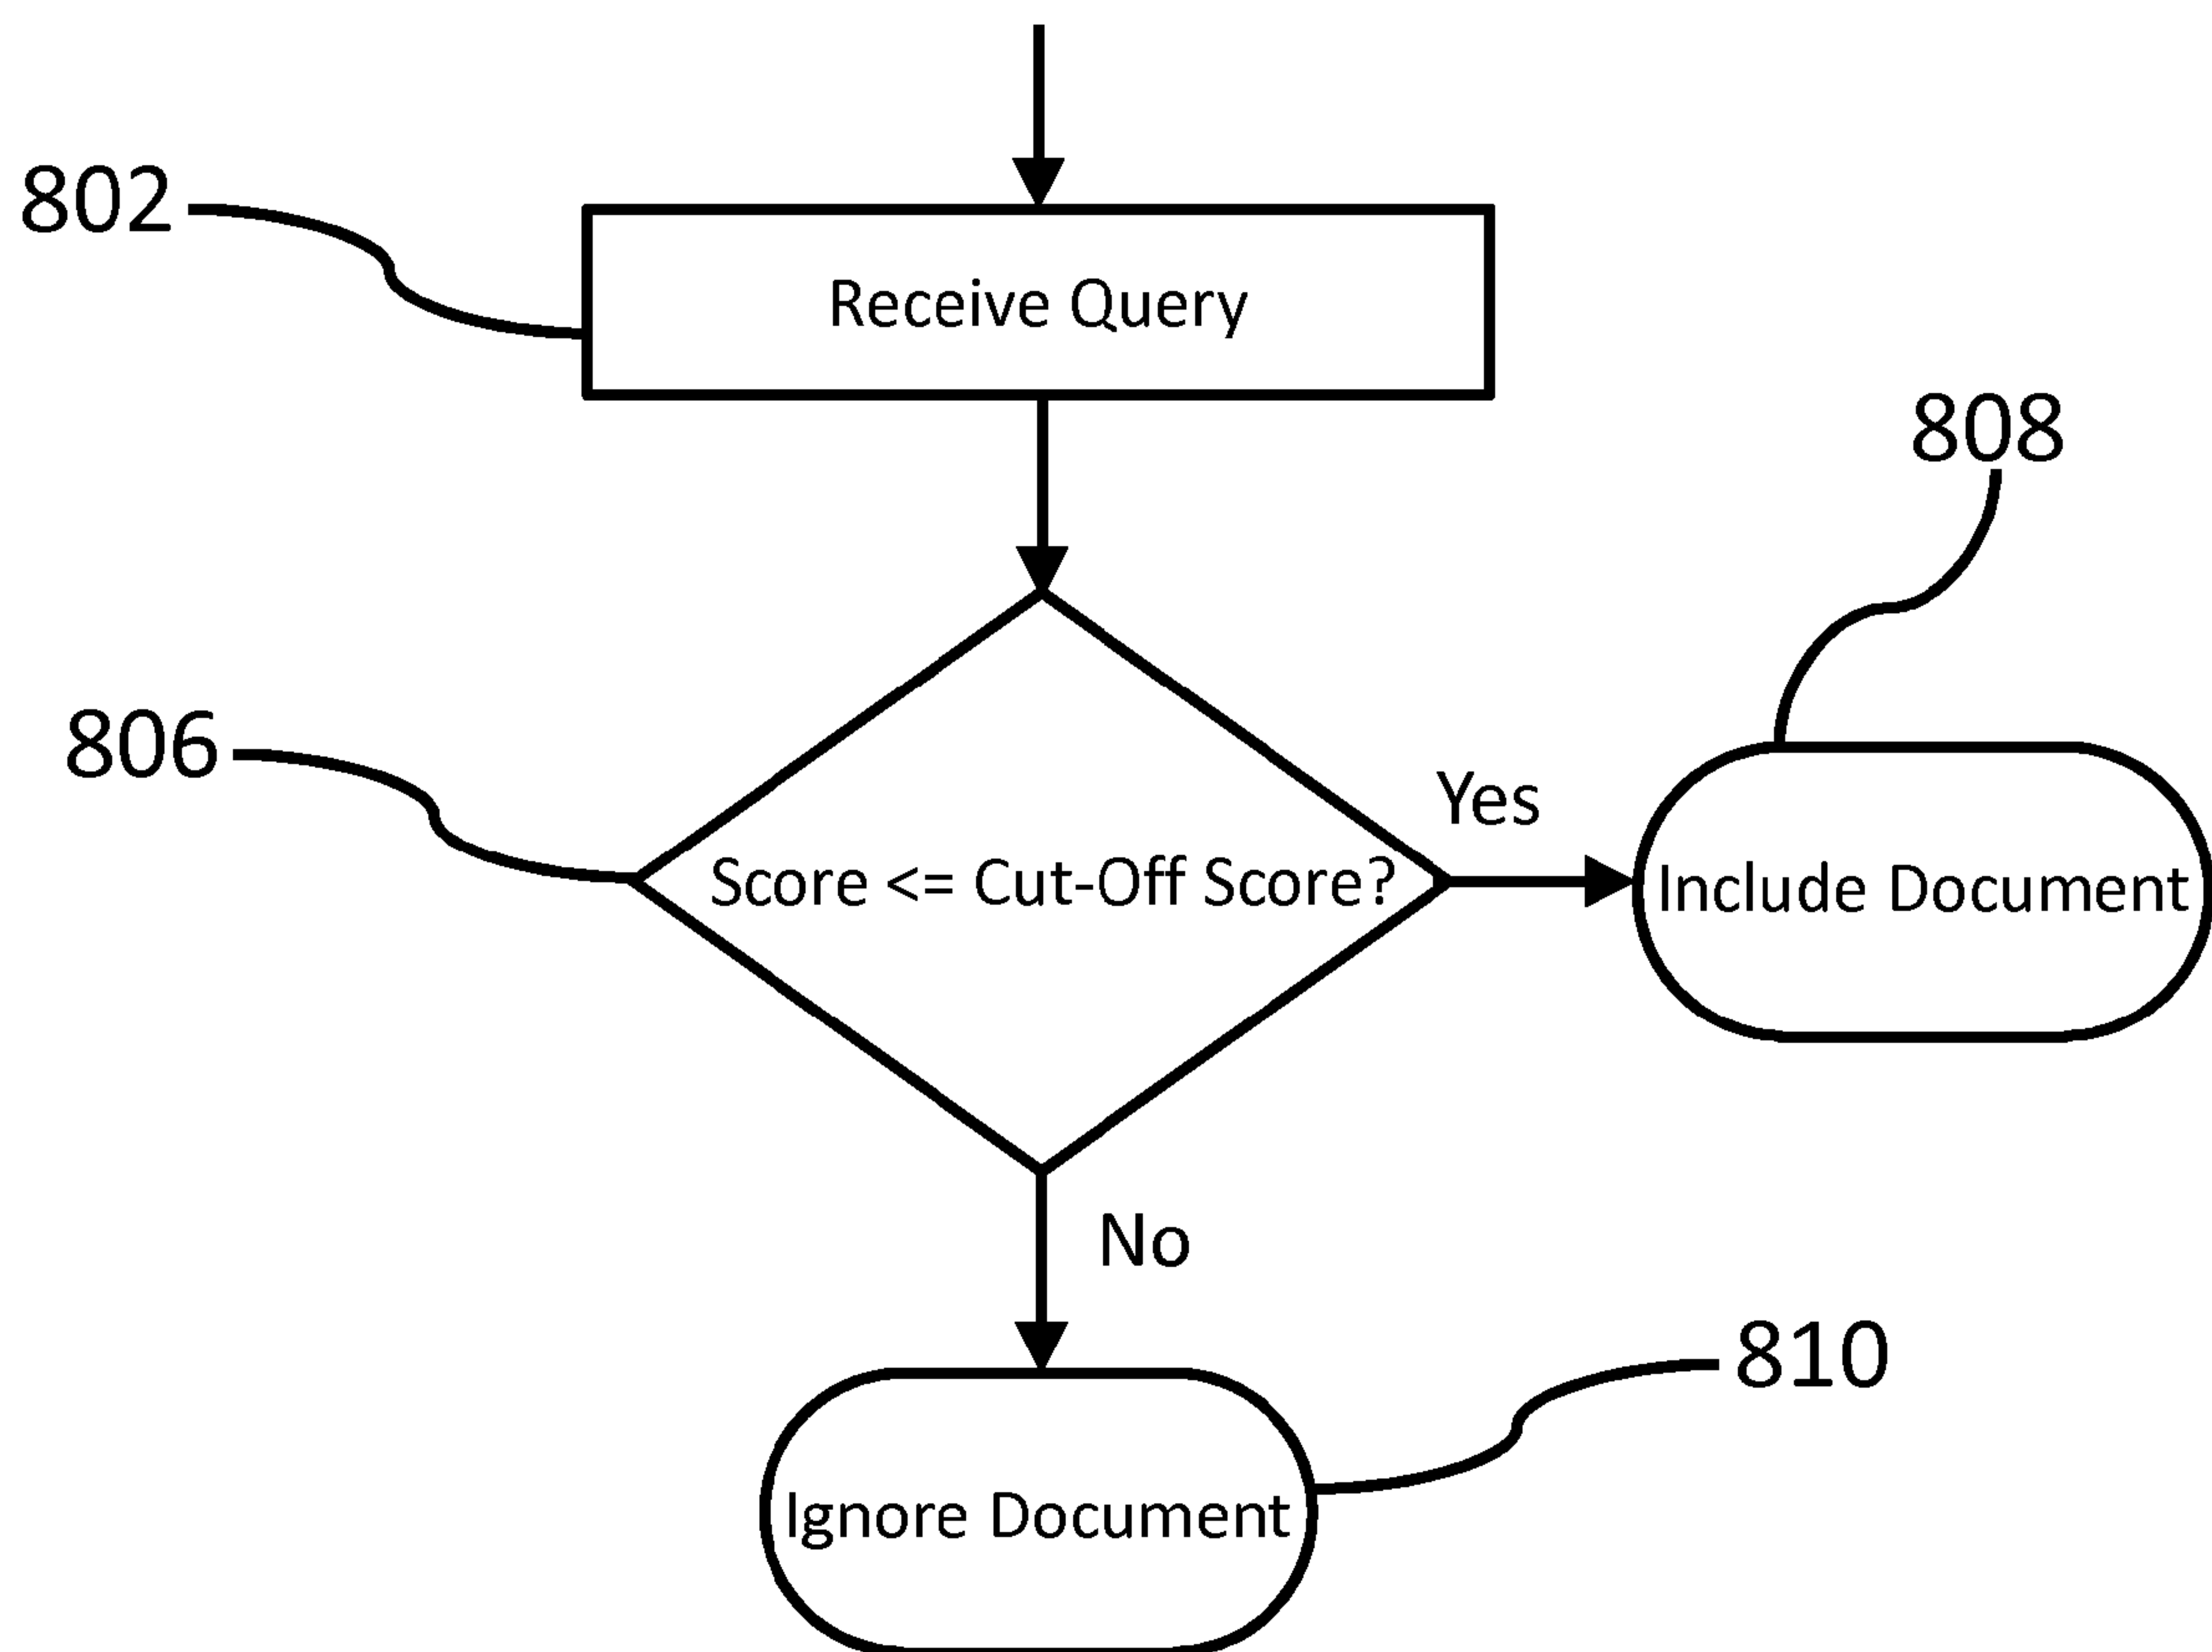 802
Receive Query
808
806
Yes
Score <= Cut-Off Score?
Include Document
No
810
Ignore Document